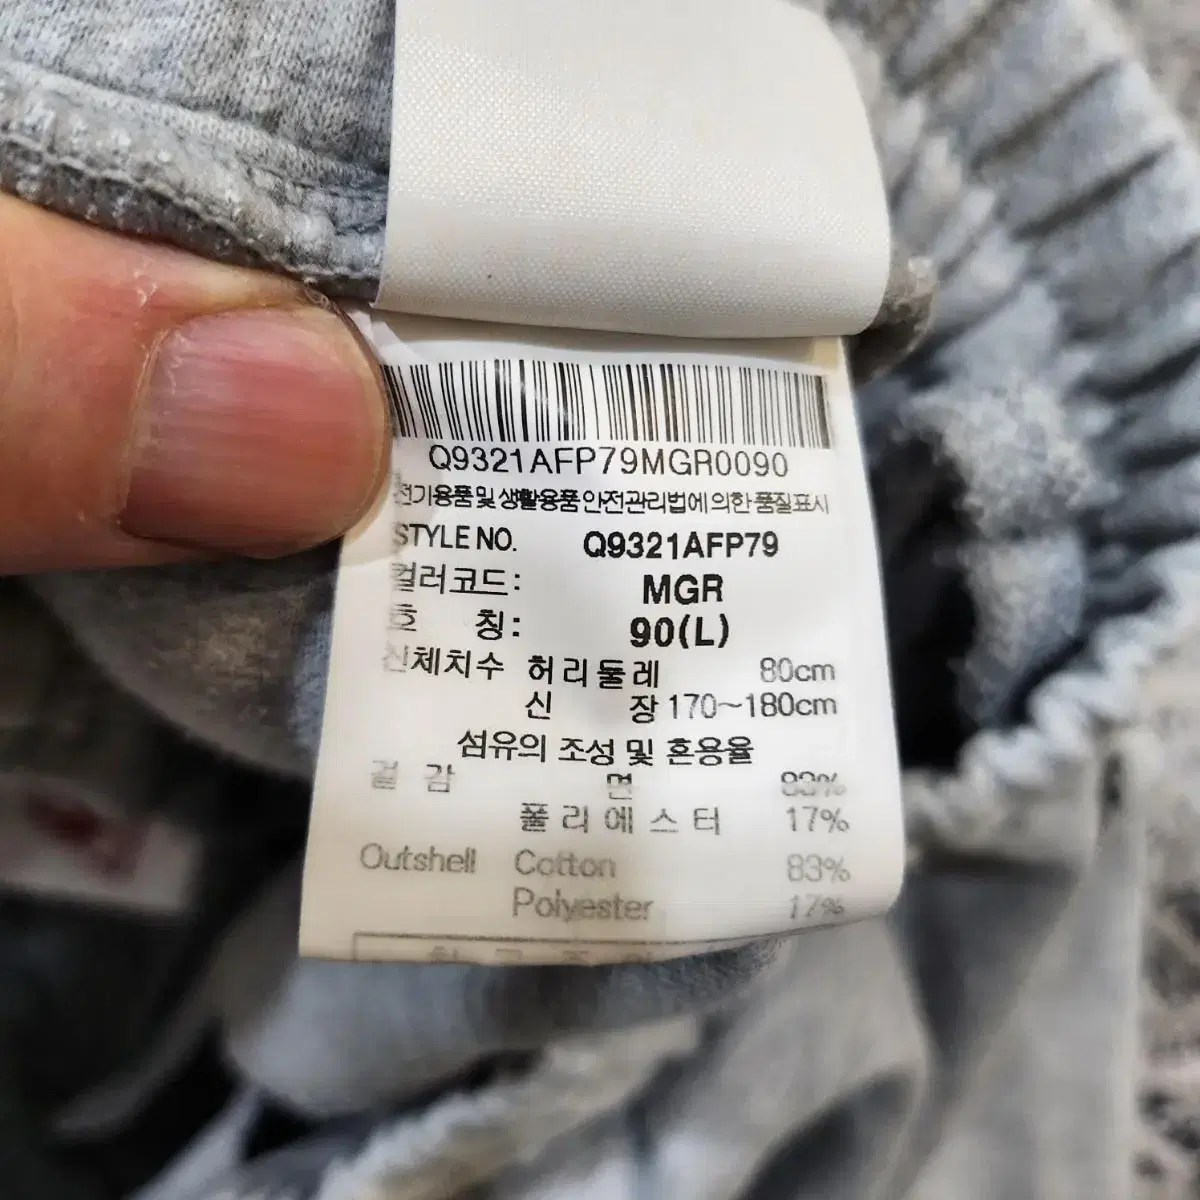 Q9321AFP79MGR0090
전기용품 및 생활용품 안전관리법에 의한 품질표시
STYLE NO. Q9321AFP79
컬러코드: MGR
호 칭: 90(L)
신체치수 허리둘레 80cm
신 장 170~180cm
섬유의 조성 및 혼용율
겉 감 면 83%
폴리에스터 17%
Outshell Cotton 83%
Polyester 17%